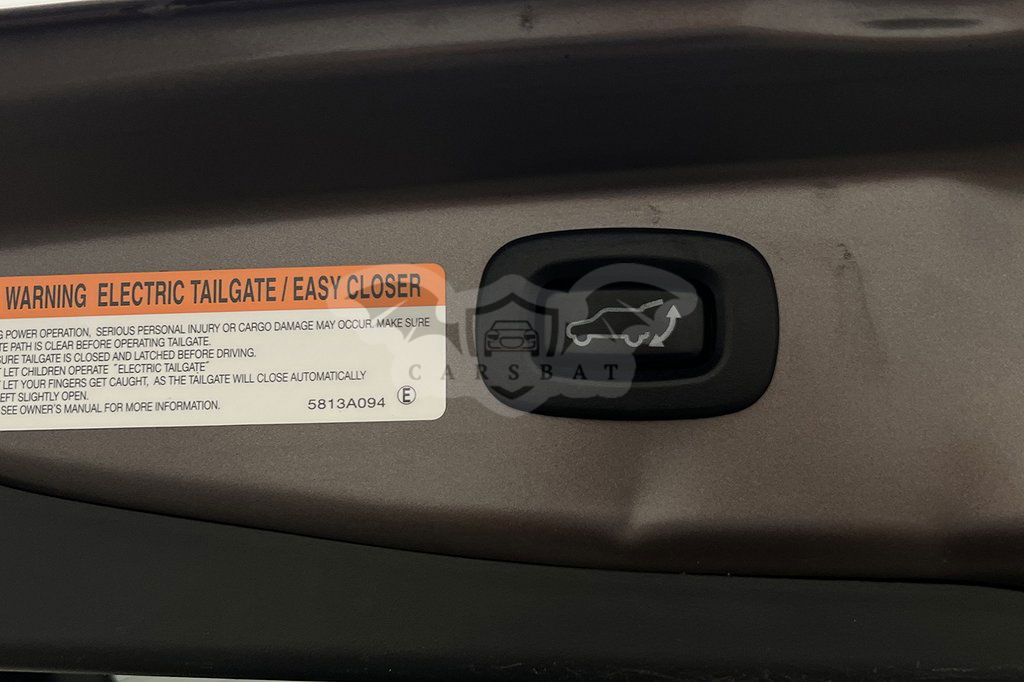 WARNING ELECTRIC TAILGATE / EASY CLOSER
POWER OPERATION, SERIOUS PERSONAL INJURY OR CARGO DAMAGE MAY OCCUR. MAKE SURE
PATH IS CLEAR BEFORE OPERATING TAILGATE.
TAILGATE IS CLOSED AND LATCHED BEFORE DRIVING.
LET CHILDREN OPERATE "ELECTRIC TAILGATE"
LET YOUR FINGERS GET CAUGHT, AS THE TAILGATE WILL CLOSE AUTOMATICALLY
SLIGHTLY OPEN.
SEE OWNER'S MANUAL FOR MORE INFORMATION.
5813A094 E
CARSBAT